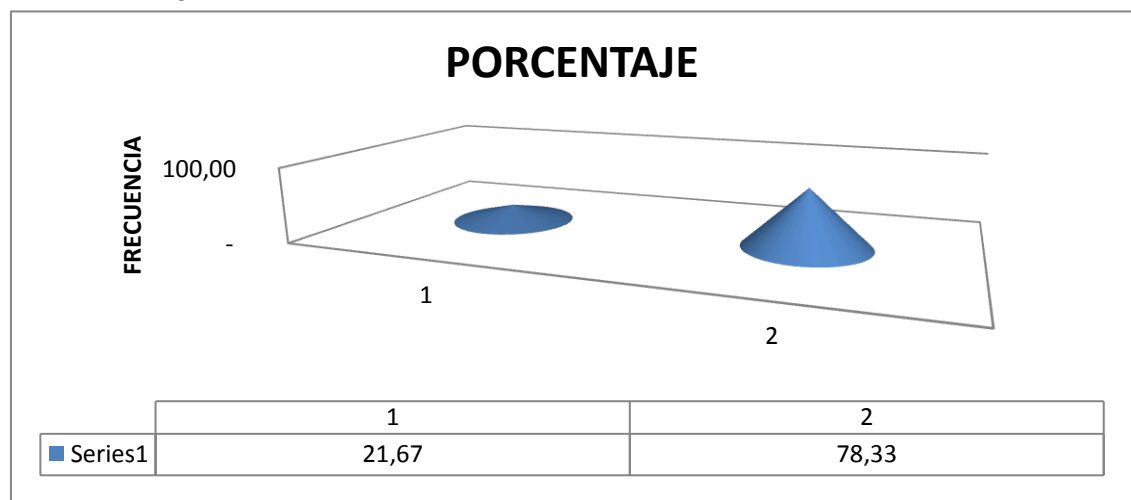 PORCENTAJE
FRECUENCIA
100,00
-
1
2
1 2
Series1 21,67 78,33